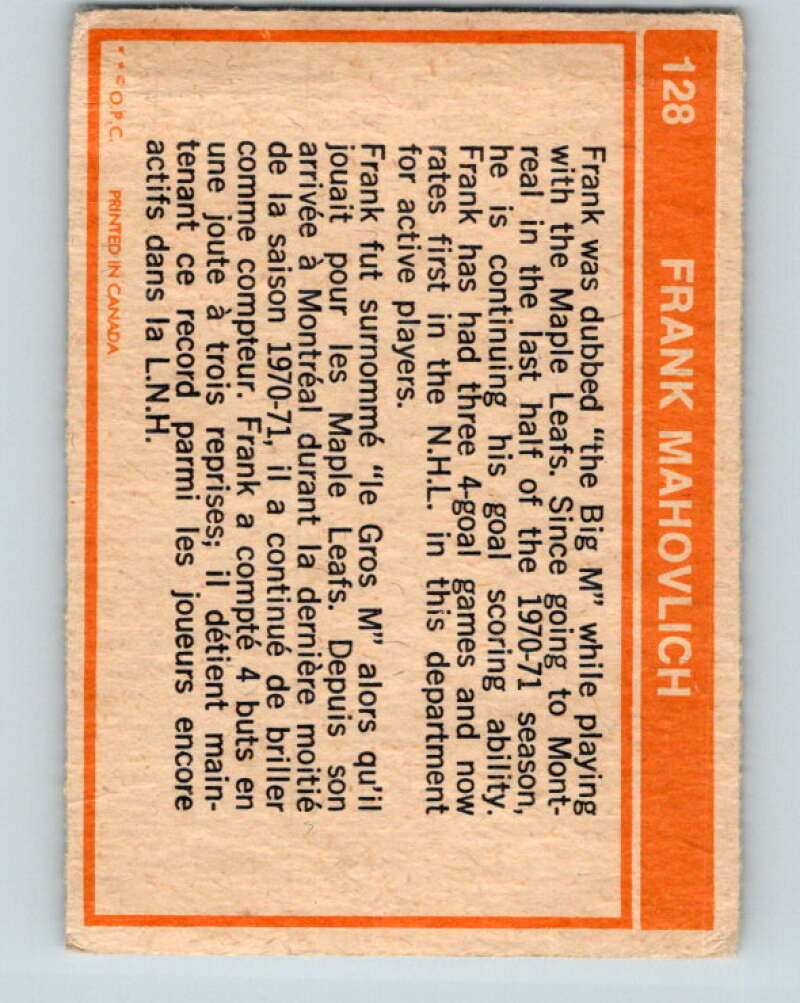 128 FRANK MAHOVLICH
Frank was dubbed "the Big M" while playing
with the Maple Leafs. Since going to Mont-
real in the last half of the 1970-71 season,
he is continuing his goal scoring ability.
Frank has had three 4-goal games and now
rates first in the N.H.L. in this department
for active players.
Frank fut surnommé "le Gros M" alors qu'il
jouait pour les Maple Leafs. Depuis son
arrivée à Montréal durant la dernière moitié
de la saison 1970-71, il a continué de briller
comme compteur. Frank a compté 4 buts en
une joute à trois reprises; il détient main-
tenant ce record parmi les joueurs encore
actifs dans la L.N.H.
**© O.P.C. PRINTED IN CANADA